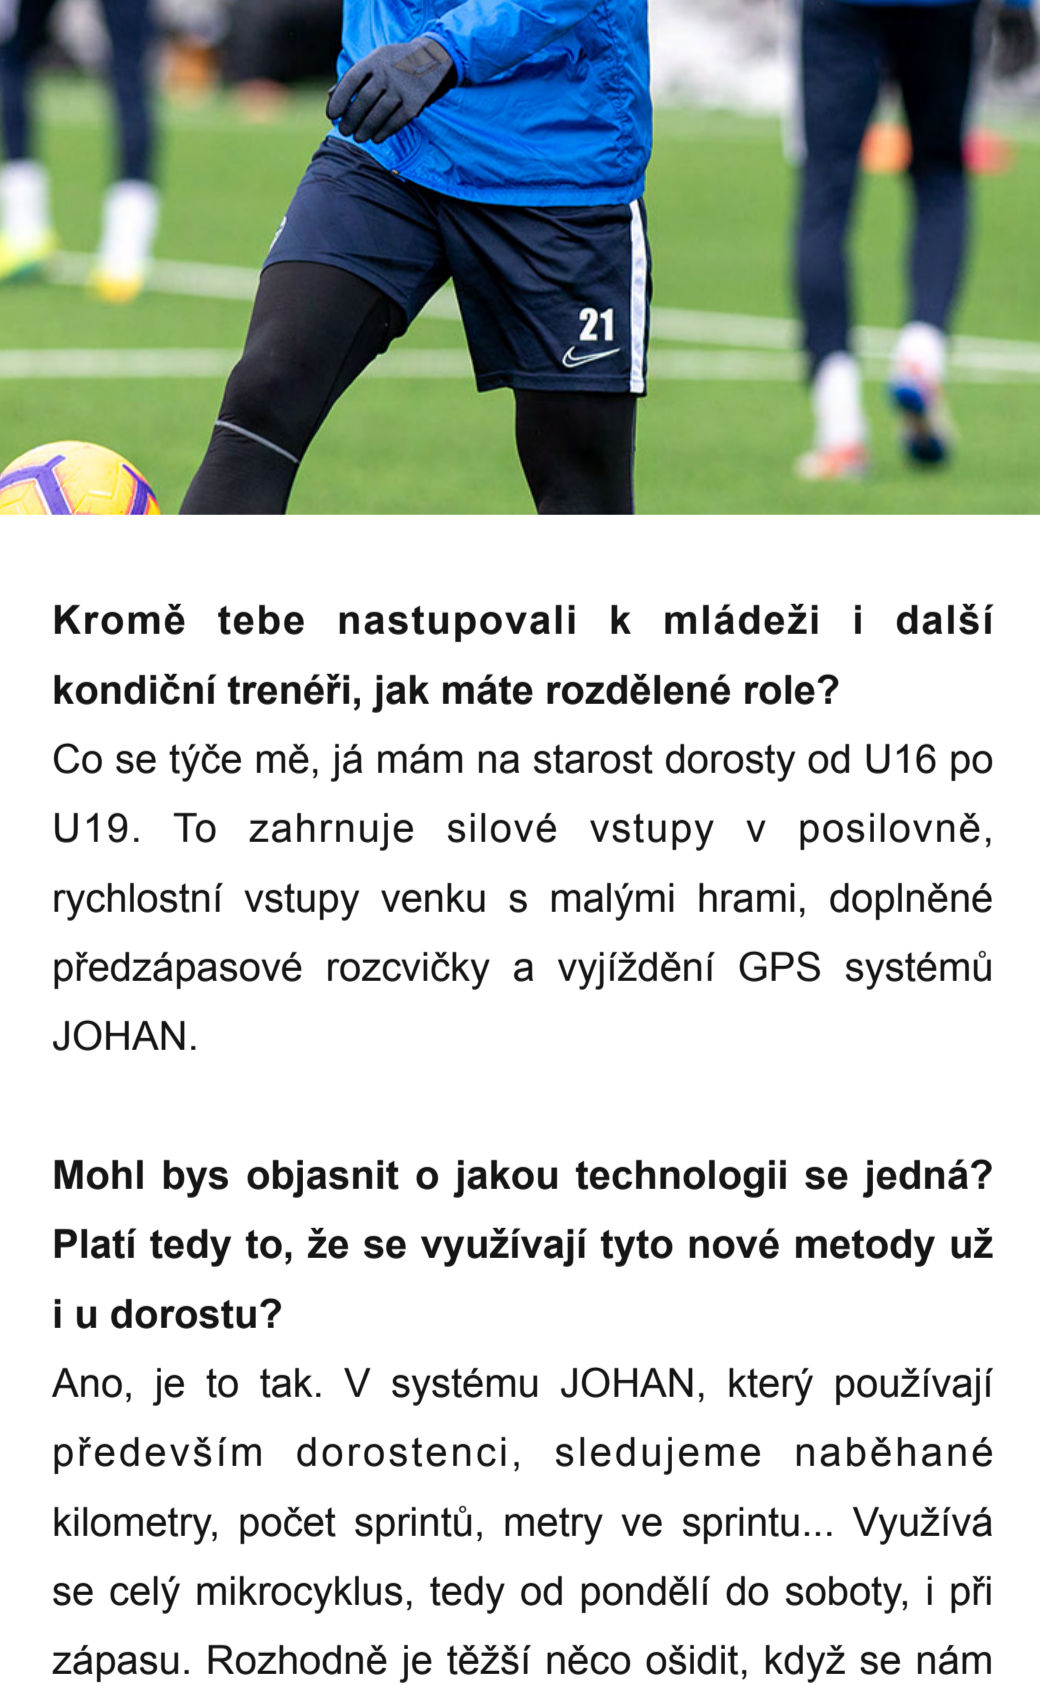 21
Kromě tebe nastupovali k mládeži i další
kondiční trenéři, jak máte rozdělené role?
Co se týče mě, já mám na starost dorosty od U16 po
U19. To zahrnuje silové vstupy v posilovně,
rychlostní vstupy venku s malými hrami, doplněné
předzápasové rozcvičky a vyjíždění GPS systémů
JOHAN.
Mohl bys objasnit o jakou technologii se jedná?
Platí tedy to, že se využívají tyto nové metody už
i u dorostu?
Ano, je to tak. V systému JOHAN, který používají
především dorostenci, sledujeme naběhané
kilometry, počet sprintů, metry ve sprintu... Využívá
se celý mikrocyklus, tedy od pondělí do soboty, i při
zápasu. Rozhodně je těžší něco ošidit, když se nám